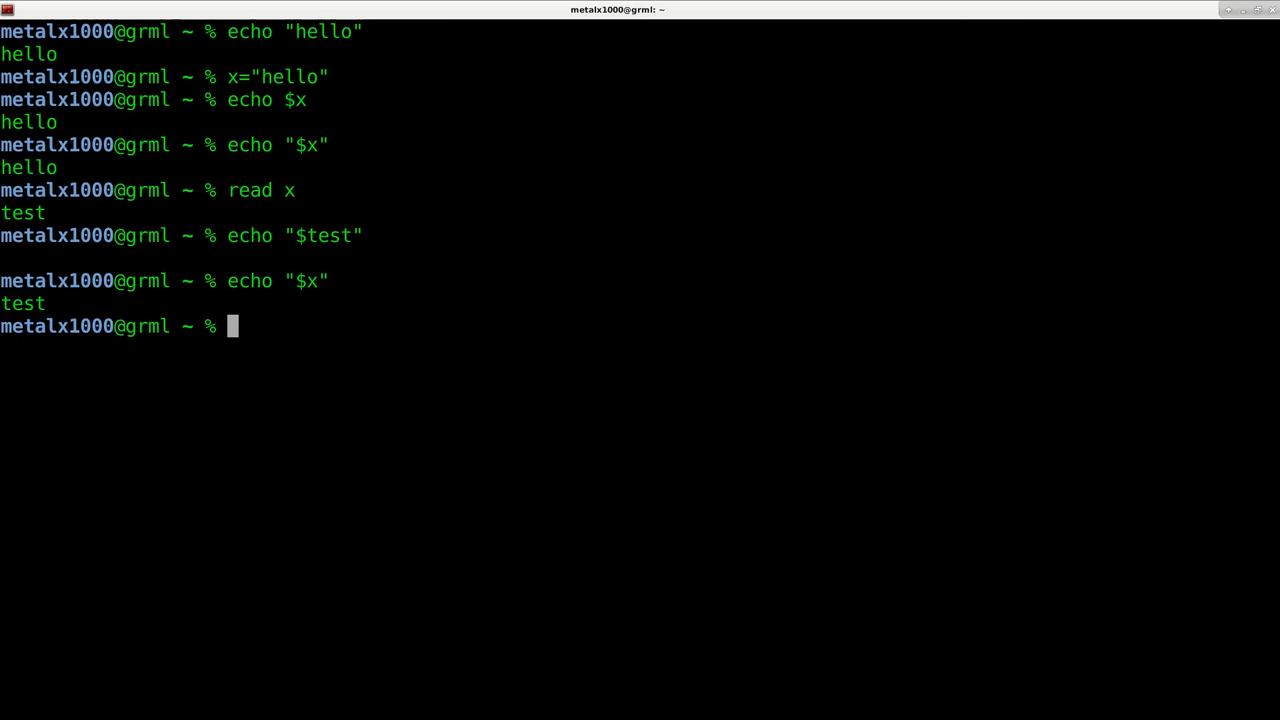 metalx1000@grml: ~
metalx1000@grml ~ % echo "hello"
hello
metalx1000@grml ~ % x="hello"
metalx1000@grml ~ % echo $x
hello
metalx1000@grml ~ % echo "$x"
hello
metalx1000@grml ~ % read x
test
metalx1000@grml ~ % echo "$test"

metalx1000@grml ~ % echo "$x"
test
metalx1000@grml ~ %